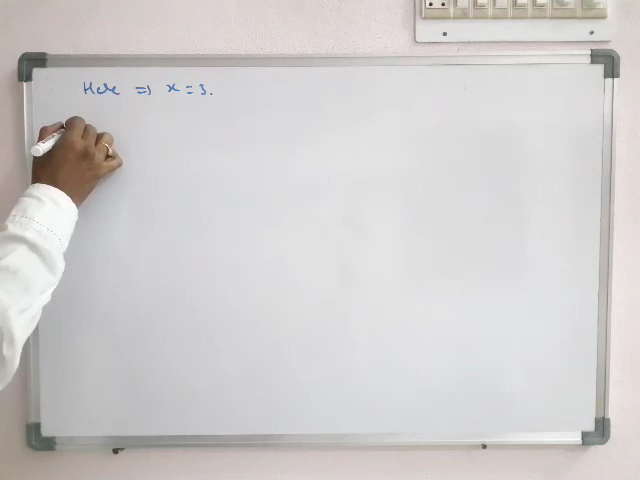 Here ⇒ x = 3.